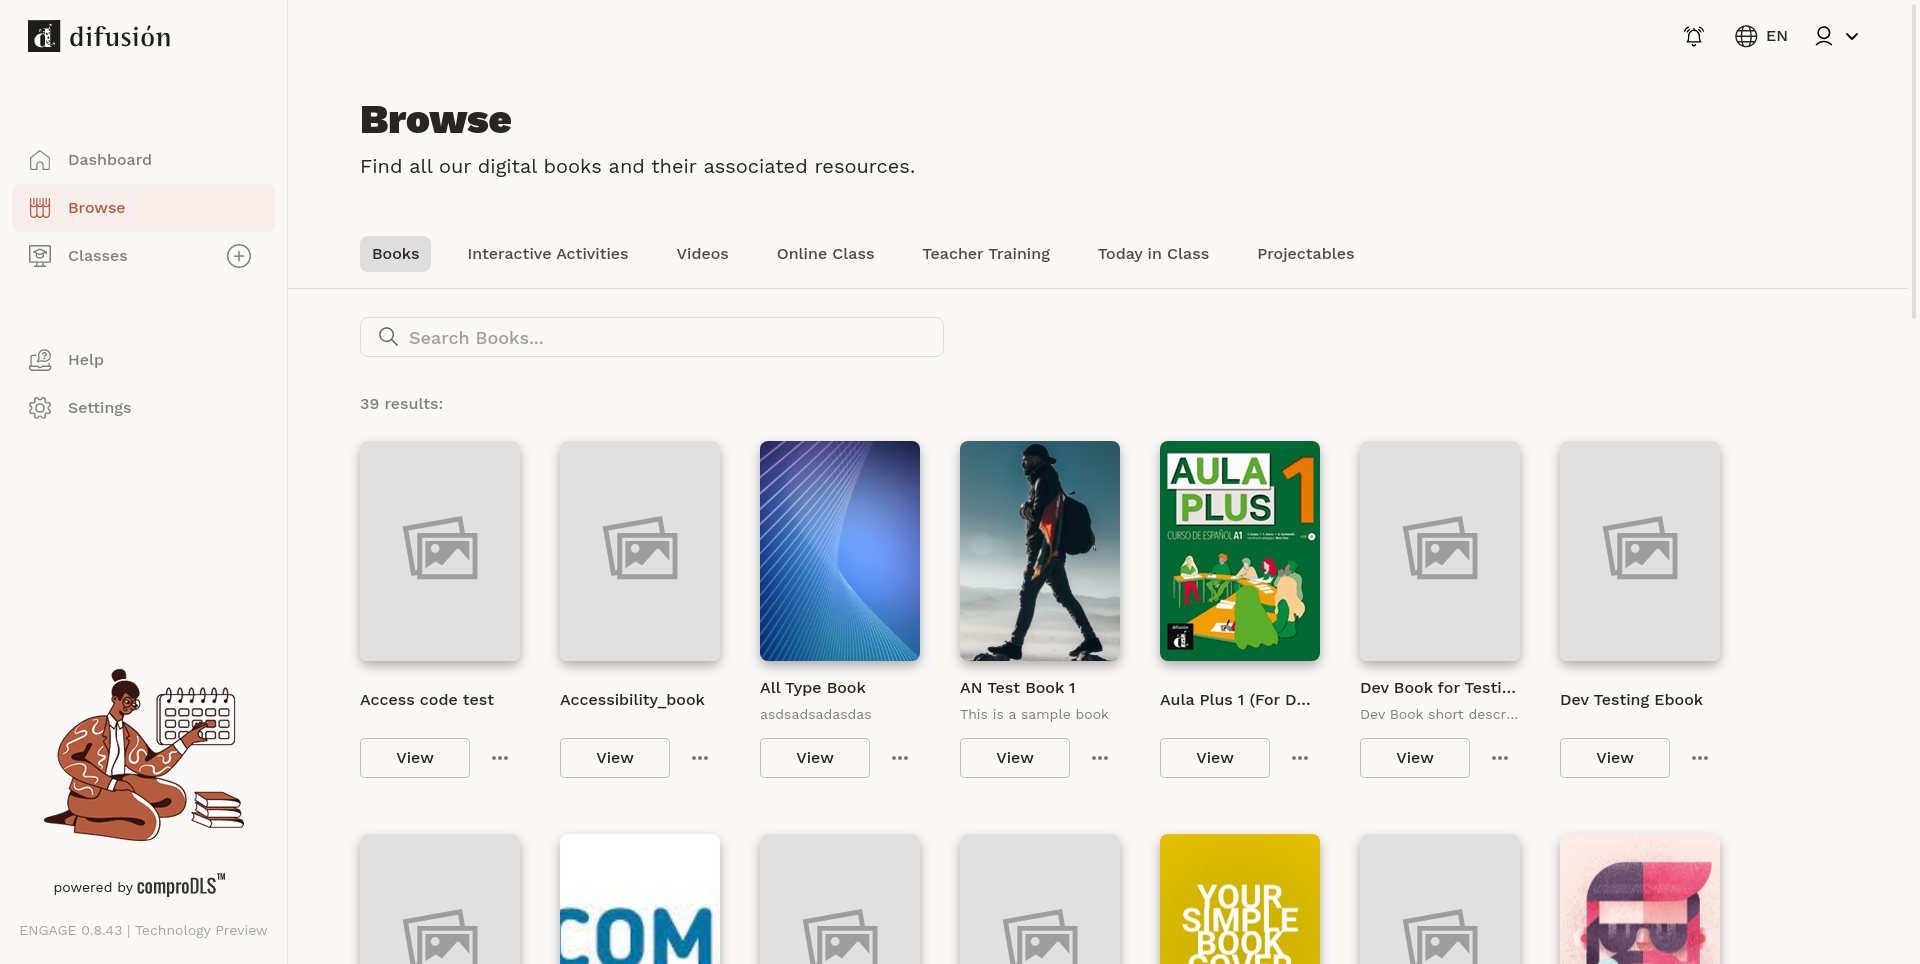 difusión
EN
Browse
Find all our digital books and their associated resources.
Dashboard
Browse
Classes
Help
Settings
Books
Interactive Activities
Videos
Online Class
Teacher Training
Today in Class
Projectables
Search Books...
39 results:
AULA
PLUS
1
CURSO DE ESPAÑOL A1
difusión
Access code test
Accessibility_book
All Type Book
asdsadsadasdas
AN Test Book 1
This is a sample book
Aula Plus 1 (For D...
Dev Book for Testi...
Dev Book short descr...
Dev Testing Ebook
View
View
View
View
View
View
View
COM
YOUR
SIMPLE
BOOK
COVER
powered by comproDLS™
ENGAGE 0.8.43 | Technology Preview